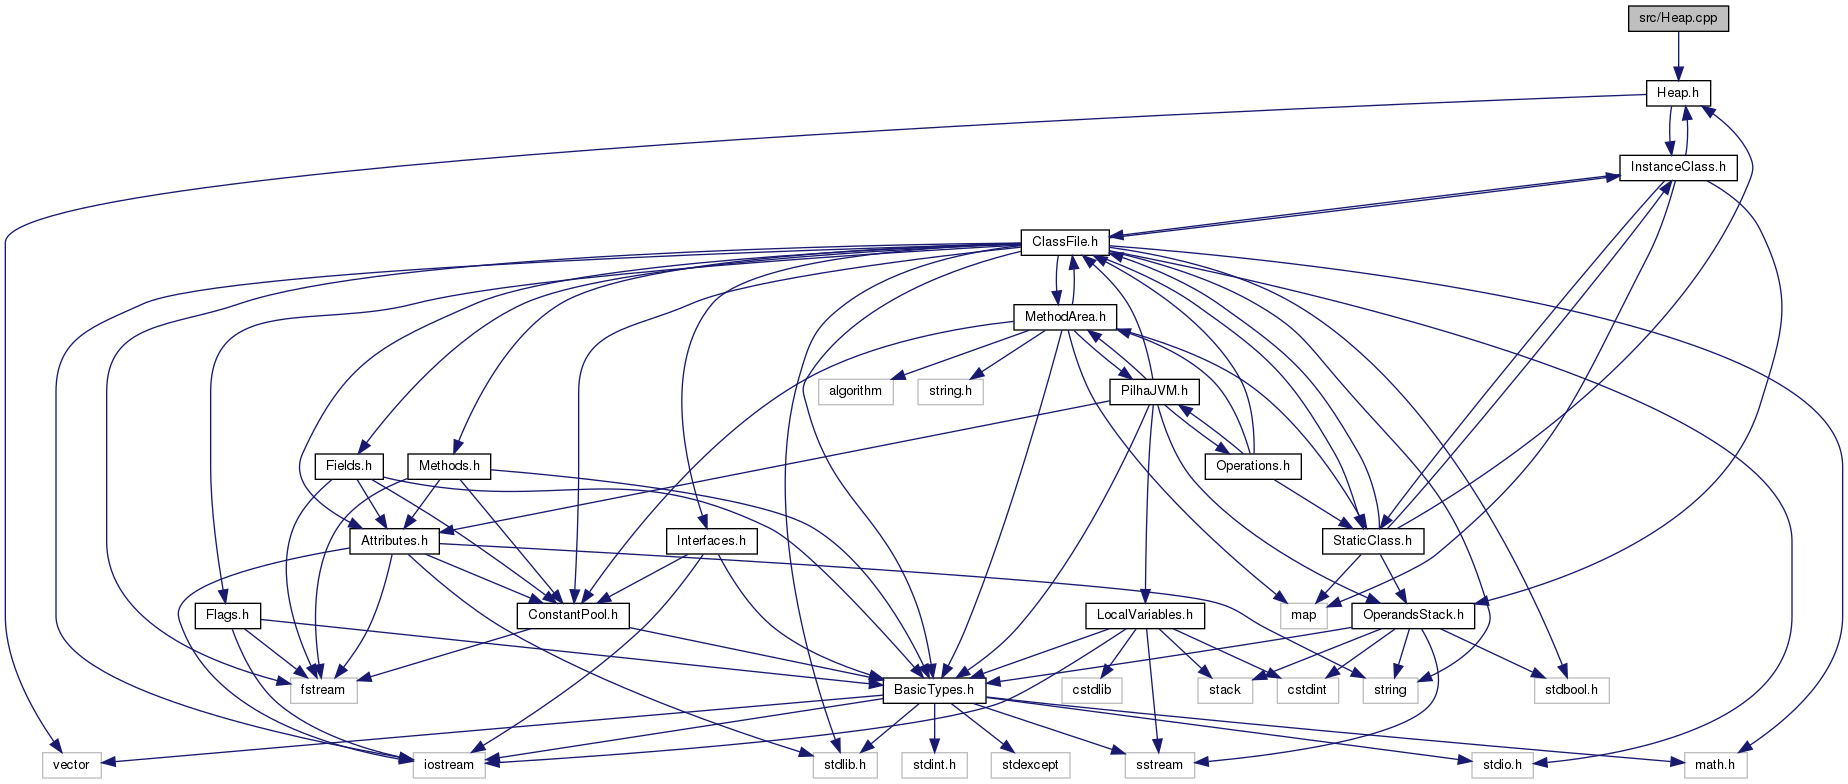 src/Heap.cpp
Heap.h
InstanceClass.h
ClassFile.h
MethodArea.h
algorithm
string.h
PilhaJVM.h
Fields.h
Methods.h
Operations.h
Attributes.h
Interfaces.h
StaticClass.h
Flags.h
ConstantPool.h
LocalVariables.h
map
OperandsStack.h
fstream
BasicTypes.h
cstdlib
stack
cstdint
string
stdbool.h
vector
iostream
stdlib.h
stdint.h
stdexcept
sstream
stdio.h
math.h